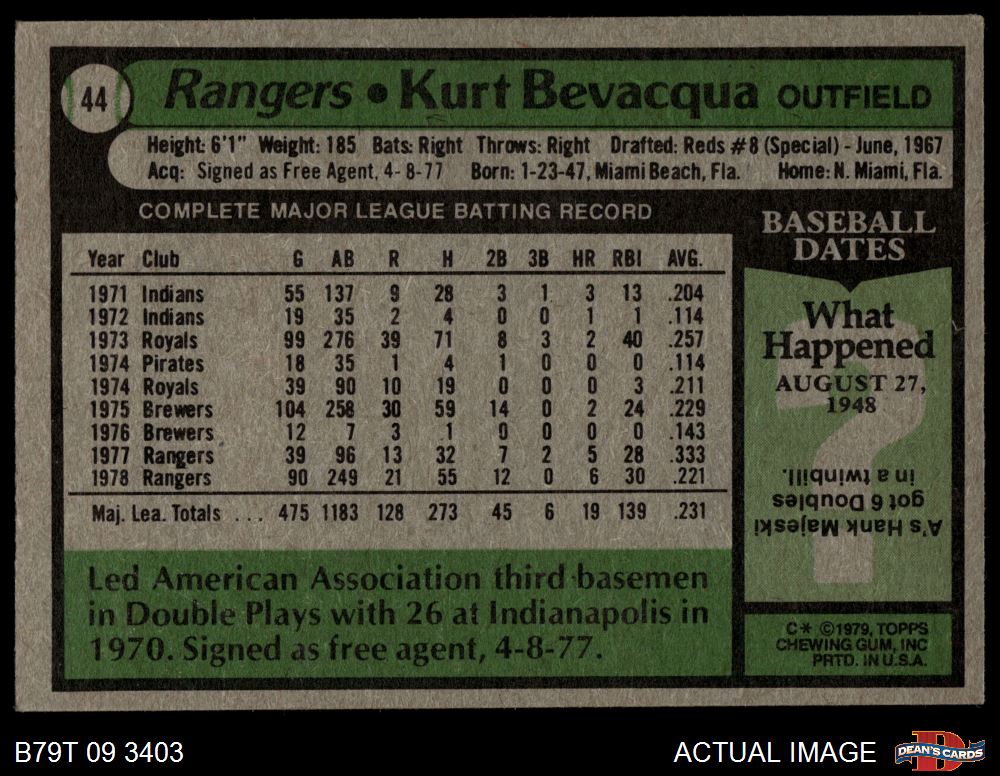 44
Rangers • Kurt Bevacqua OUTFIELD
Height: 6'1" Weight: 185 Bats: Right Throws: Right Drafted: Reds #8 (Special) - June, 1967
Acq: Signed as Free Agent, 4-8-77 Born: 1-23-47, Miami Beach, Fla. Home: N. Miami, Fla.
COMPLETE MAJOR LEAGUE BATTING RECORD
Year Club G AB R H 2B 3B HR RBI AVG.
1971 Indians 55 137 9 28 3 1 3 13 .204
1972 Indians 19 35 2 4 0 0 1 1 .114
1973 Royals 99 276 39 71 8 3 2 40 .257
1974 Pirates 18 35 1 4 1 0 0 0 .114
1974 Royals 39 90 10 19 0 0 0 3 .211
1975 Brewers 104 258 30 59 14 0 2 24 .229
1976 Brewers 12 7 3 1 0 0 0 0 .143
1977 Rangers 39 96 13 32 7 2 5 28 .333
1978 Rangers 90 249 21 55 12 0 6 30 .221
Maj. Lea. Totals ... 475 1183 128 273 45 6 19 139 .231
Led American Association third basemen
in Double Plays with 26 at Indianapolis in
1970. Signed as free agent, 4-8-77.
BASEBALL
DATES
What
Happened
AUGUST 27,
1948
?
A's Hank Majeski
got 6 Doubles
in a twinbill.
C* ©1979, TOPPS
CHEWING GUM, INC
PRTD. IN U.S.A.
B79T 09 3403
ACTUAL IMAGE
DEAN'S CARDS